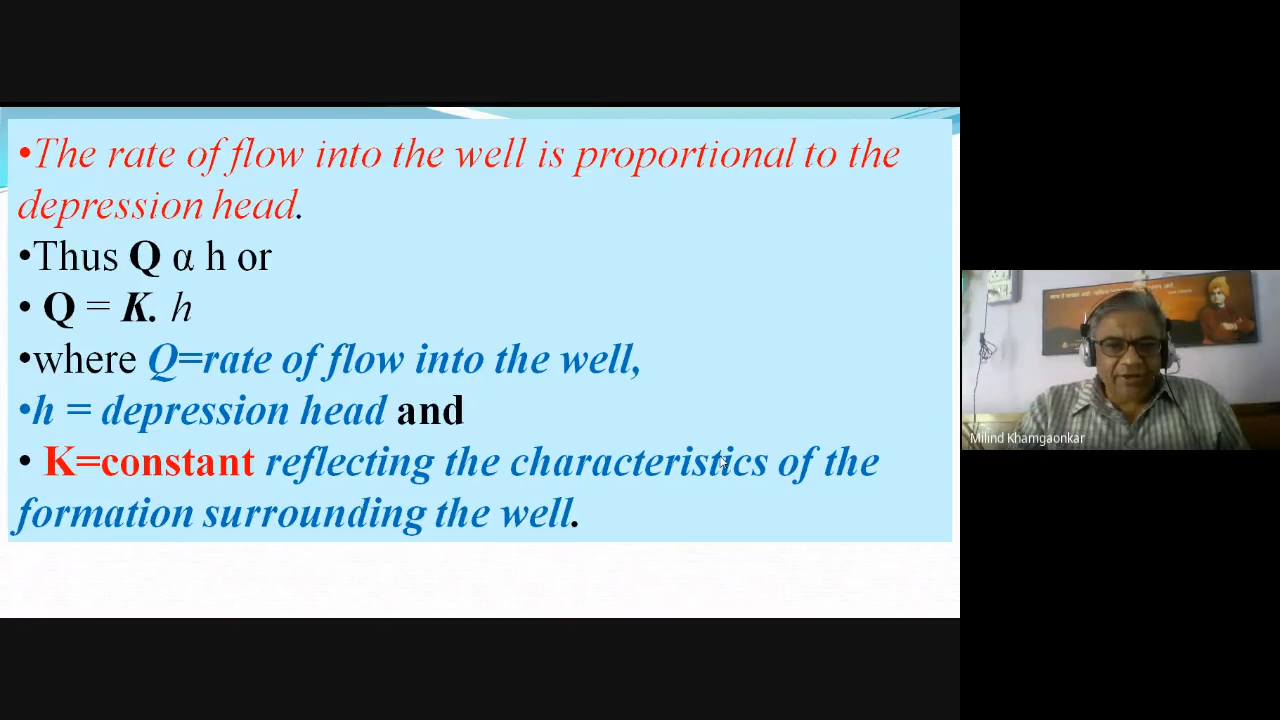 •The rate of flow into the well is proportional to the
depression head.
•Thus Q α h or
• Q = K. h
•where Q=rate of flow into the well,
•h = depression head and
• K=constant reflecting the characteristics of the
formation surrounding the well.
Milind Khamgaonkar